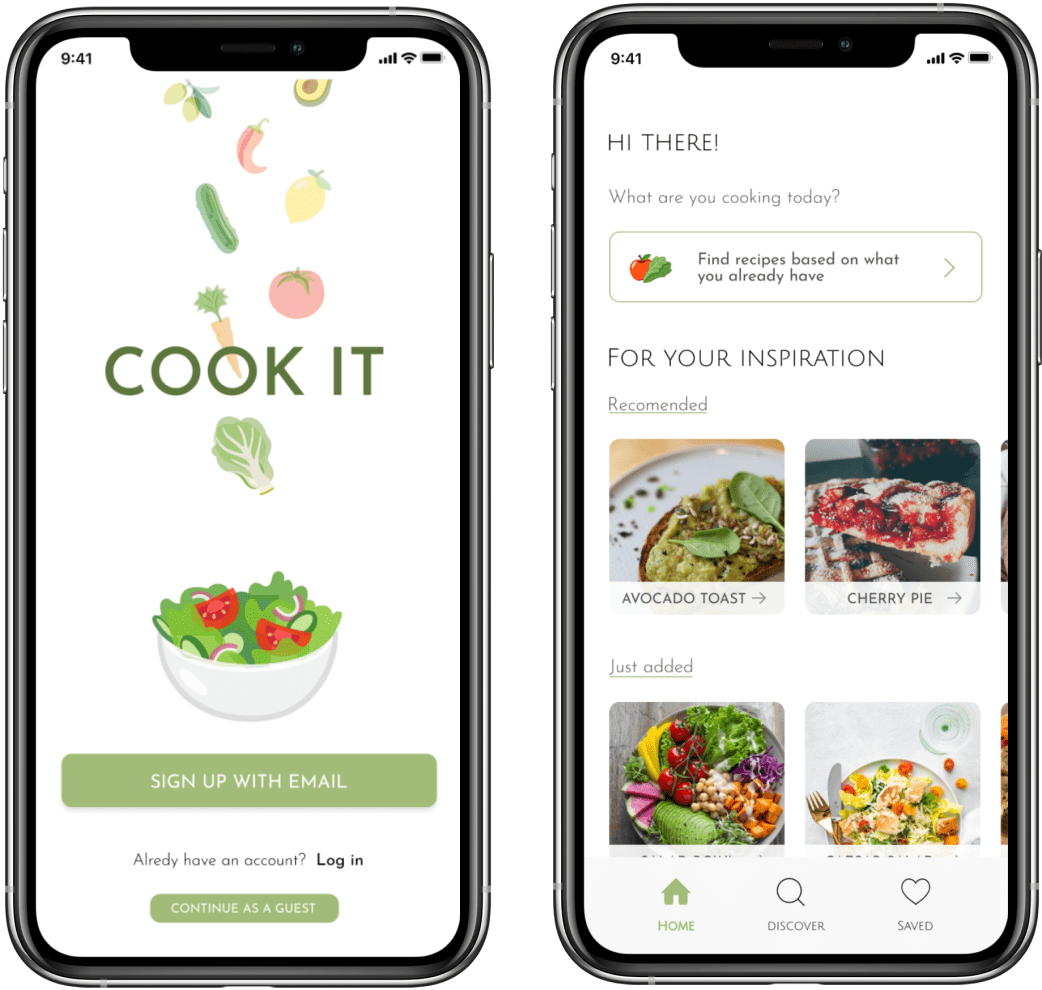 9:41
COOK IT
SIGN UP WITH EMAIL
Alredy have an account? Log in
CONTINUE AS A GUEST
9:41
HI THERE!
What are you cooking today?
Find recipes based on what
you already have
FOR YOUR INSPIRATION
Recomended
AVOCADO TOAST
CHERRY PIE
Just added
HOME
DISCOVER
SAVED